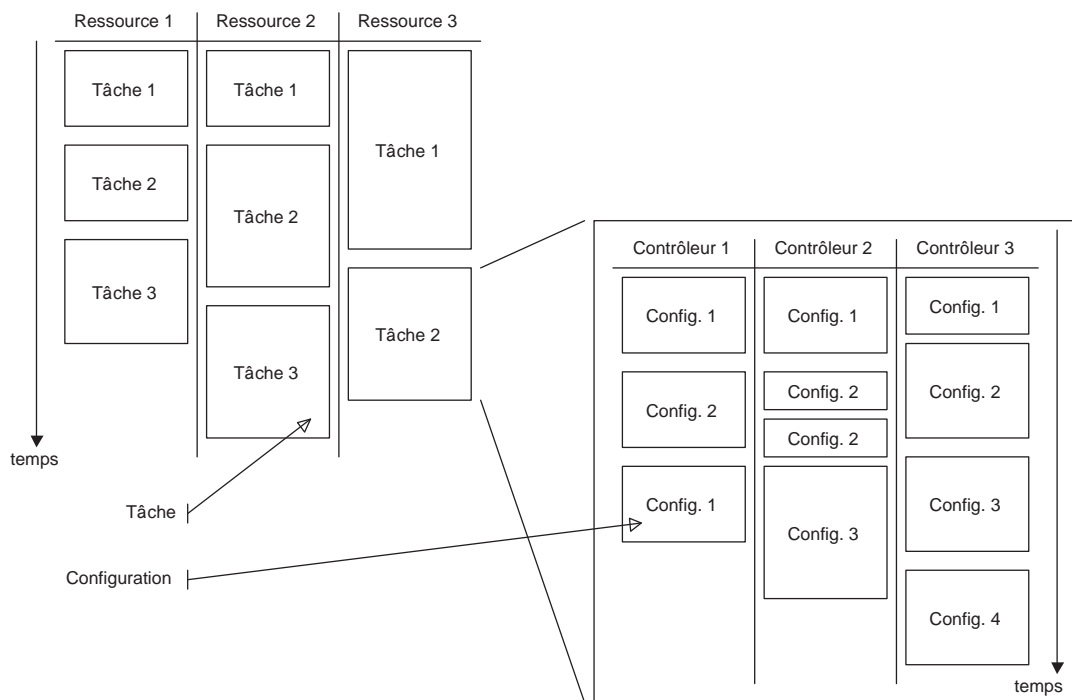 Ressource 1 Ressource 2 Ressource 3
Tâche 1 Tâche 1
Tâche 1
Tâche 2
Tâche 2
Tâche 3
Tâche 2
Tâche 3
temps
Tâche
Configuration
Contrôleur 1 Contrôleur 2 Contrôleur 3
Config. 1 Config. 1 Config. 1
Config. 2 Config. 2 Config. 2
Config. 2
Config. 1 Config. 3 Config. 3
Config. 4
temps